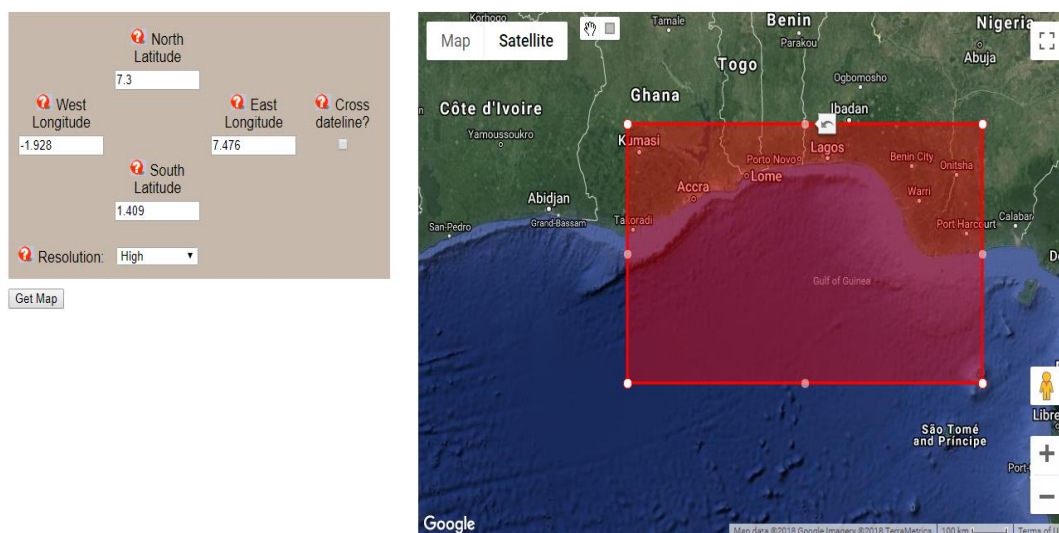 North
Latitude
7.3
West
Longitude
-1.928
East
Longitude
7.476
Cross
dateline?
South
Latitude
1.409
Resolution: High
Get Map
Map Satellite
Korhogo
Tamale
Benin
Parakou
Nigeria
Abuja
Togo
Ogbomosho
Ghana
Ibadan
Côte d'Ivoire
Yamoussoukro
Kumasi
Lagos
Porto Novo
Benin City
Onitsha
Lome
Accra
Warri
Abidjan
Takoradi
San-Pedro
Grand-Bassam
Port Harcourt
Calabar
Gulf of Guinea
São Tomé
and Príncipe
Libre
Port-
Google
Map data ©2018 Google Imagery ©2018 TerraMetrics 100 km Terms of U